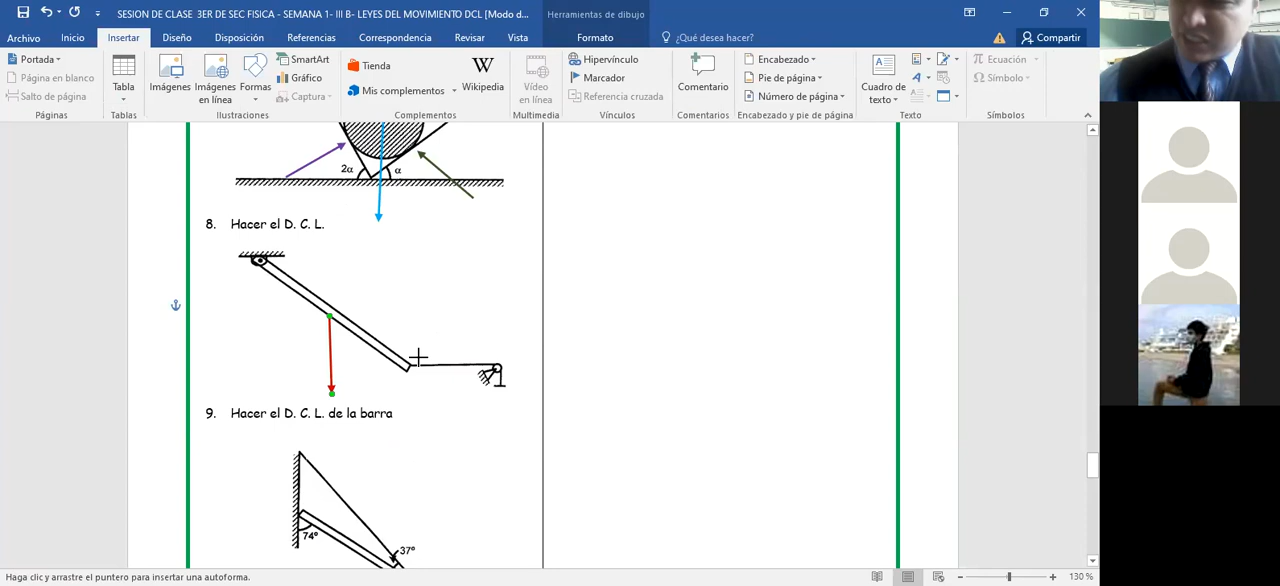 SESION DE CLASE 3ER DE SEC FISICA - SEMANA 1- III B- LEYES DEL MOVIMIENTO DCL [Modo d...
Herramientas de dibujo
Archivo Inicio Insertar Diseño Disposición Referencias Correspondencia Revisar Vista Formato ¿Qué desea hacer? Compartir
Portada
Página en blanco
Salto de página
Páginas
Tabla
Tablas
Imágenes
Imágenes en línea
Formas
SmartArt
Gráfico
Captura
Ilustraciones
Tienda
Mis complementos
W
Wikipedia
Complementos
Vídeo en línea
Multimedia
Hipervínculo
Marcador
Referencia cruzada
Vínculos
Comentario
Comentarios
Encabezado
Pie de página
Número de página
Encabezado y pie de página
A
Cuadro de texto
Texto
π Ecuación
Ω Símbolo
Símbolos
2α α
8. Hacer el D. C. L.
9. Hacer el D. C. L. de la barra
74°
37°
Haga clic y arrastre el puntero para insertar una autoforma.
130 %